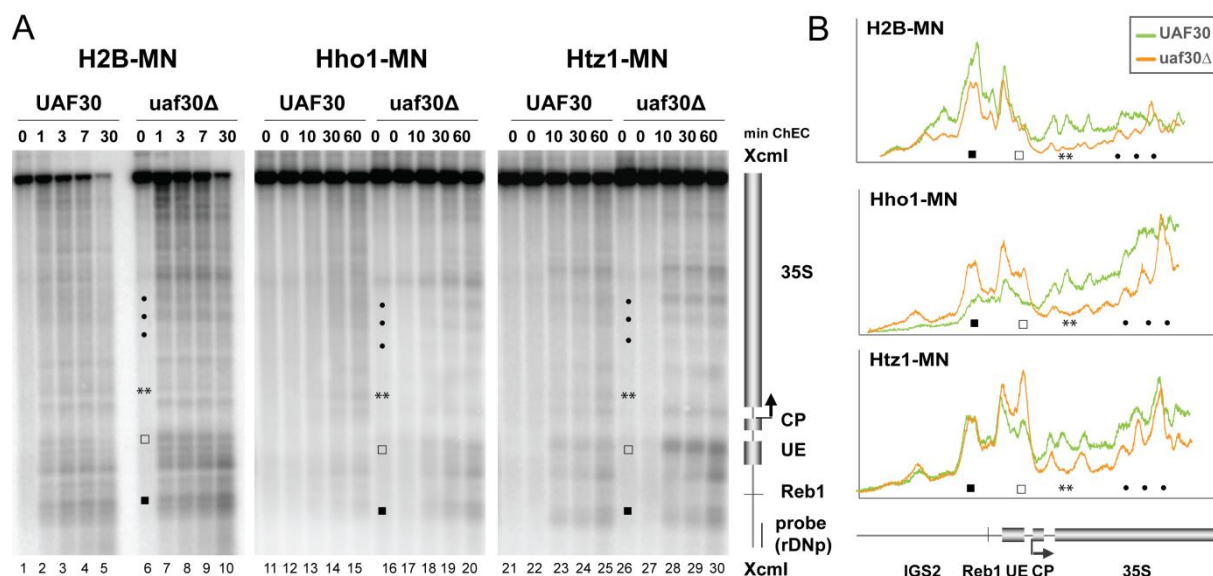 A
H2B-MN Hho1-MN Htz1-MN
UAF30 uaf30Δ UAF30 uaf30Δ UAF30 uaf30Δ
0 1 3 7 30 0 1 3 7 30 0 0 10 30 60 0 0 10 30 60 0 0 10 30 60 0 0 10 30 60 min ChEC
XcmI
35S
**
**
**
CP
UE
Reb1
probe
(rDNp)
1 2 3 4 5 6 7 8 9 10 11 12 13 14 15 16 17 18 19 20 21 22 23 24 25 26 27 28 29 30 XcmI
B
H2B-MN
UAF30
uaf30Δ
**
Hho1-MN
**
Htz1-MN
**
IGS2 Reb1 UE CP 35S